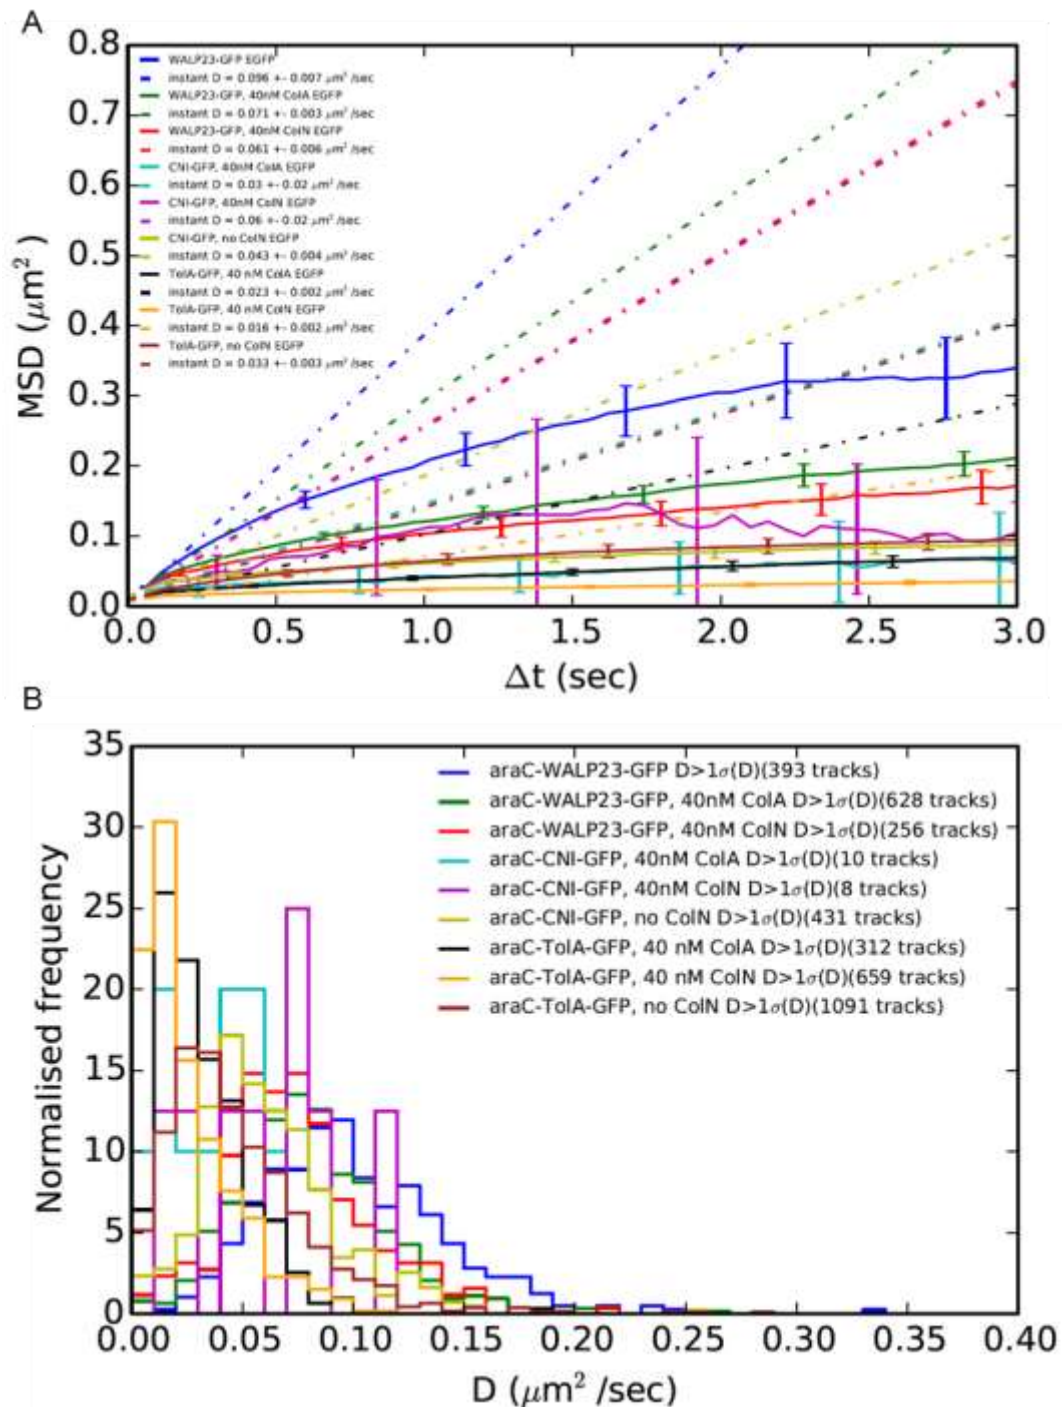 A
0.8
0.7
0.6
0.5
0.4
0.3
0.2
0.1
0.0
MSD (μm²)
WALP23-GFP EGFP
instant D = 0.096 +- 0.007 μm² /sec
WALP23-GFP, 40nM ColA EGFP
instant D = 0.071 +- 0.003 μm² /sec
WALP23-GFP, 40nM ColN EGFP
instant D = 0.061 +- 0.006 μm² /sec
CNI-GFP, 40nM ColA EGFP
instant D = 0.03 +- 0.02 μm² /sec
CNI-GFP, 40nM ColN EGFP
instant D = 0.06 +- 0.02 μm² /sec
CNI-GFP, no ColN EGFP
instant D = 0.043 +- 0.004 μm² /sec
TolA-GFP, 40 nM ColA EGFP
instant D = 0.023 +- 0.002 μm² /sec
TolA-GFP, 40 nM ColN EGFP
instant D = 0.016 +- 0.002 μm² /sec
TolA-GFP, no ColN EGFP
instant D = 0.033 +- 0.003 μm² /sec
0.0 0.5 1.0 1.5 2.0 2.5 3.0
Δt (sec)
B
35
30
25
20
15
10
5
0
Normalised frequency
araC-WALP23-GFP D>1σ(D)(393 tracks)
araC-WALP23-GFP, 40nM ColA D>1σ(D)(628 tracks)
araC-WALP23-GFP, 40nM ColN D>1σ(D)(256 tracks)
araC-CNI-GFP, 40nM ColA D>1σ(D)(10 tracks)
araC-CNI-GFP, 40nM ColN D>1σ(D)(8 tracks)
araC-CNI-GFP, no ColN D>1σ(D)(431 tracks)
araC-TolA-GFP, 40 nM ColA D>1σ(D)(312 tracks)
araC-TolA-GFP, 40 nM ColN D>1σ(D)(659 tracks)
araC-TolA-GFP, no ColN D>1σ(D)(1091 tracks)
0.00 0.05 0.10 0.15 0.20 0.25 0.30 0.35 0.40
D (μm² /sec)